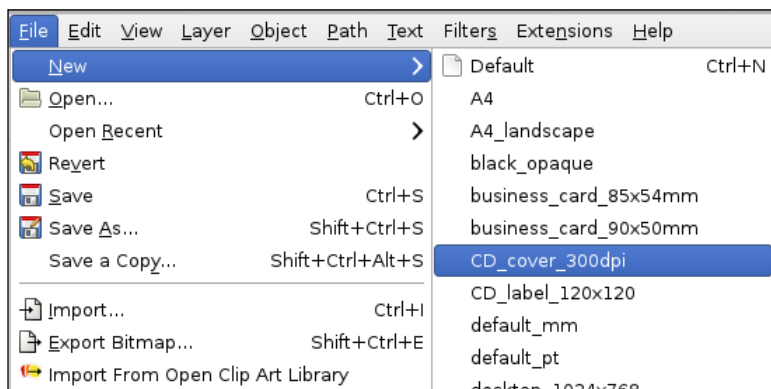 File Edit View Layer Object Path Text Filters Extensions Help
New
Open... Ctrl+O
Open Recent
Revert
Save Ctrl+S
Save As... Shift+Ctrl+S
Save a Copy... Shift+Ctrl+Alt+S
Import... Ctrl+I
Export Bitmap... Shift+Ctrl+E
Import From Open Clip Art Library
Default Ctrl+N
A4
A4_landscape
black_opaque
business_card_85x54mm
business_card_90x50mm
CD_cover_300dpi
CD_label_120x120
default_mm
default_pt
desktop_1024x768